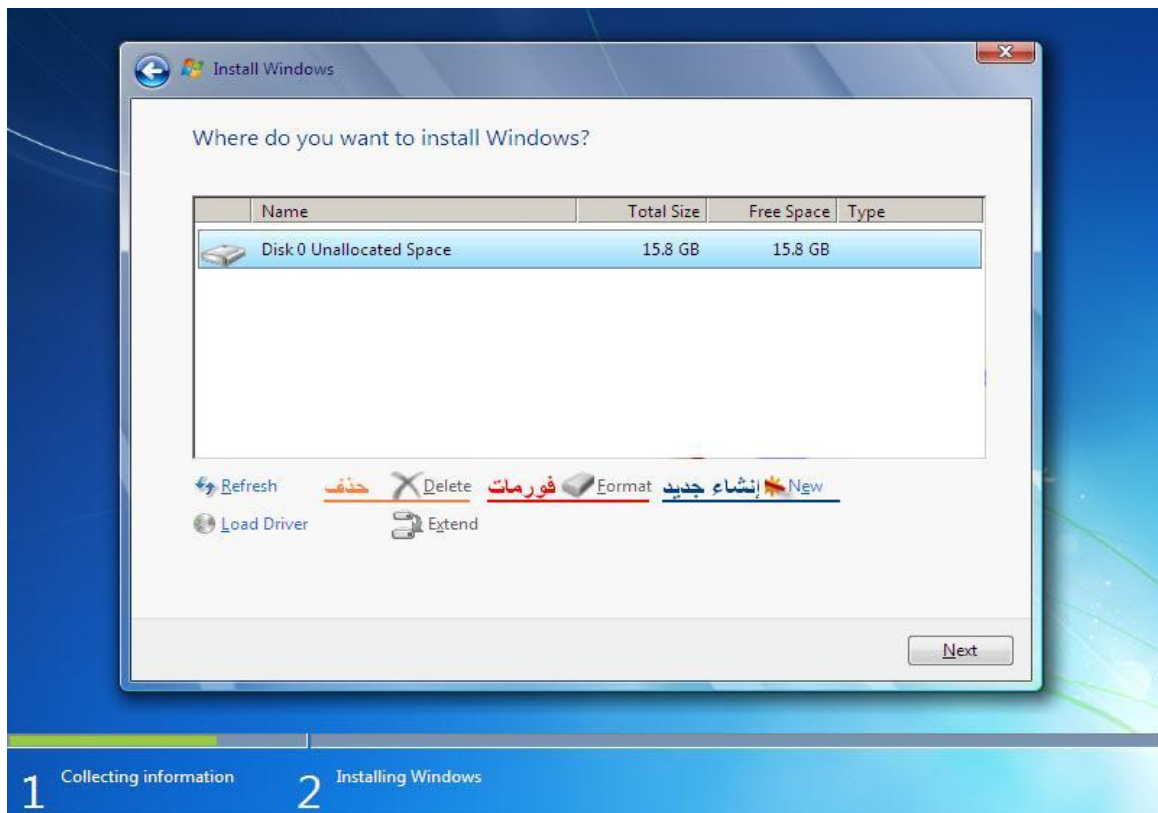 Install Windows
Where do you want to install Windows?
Name Total Size Free Space Type
Disk 0 Unallocated Space 15.8 GB 15.8 GB
Refresh حذف Delete فورمات Format إنشاء جديد New
Load Driver Extend
Next
1 Collecting information 2 Installing Windows